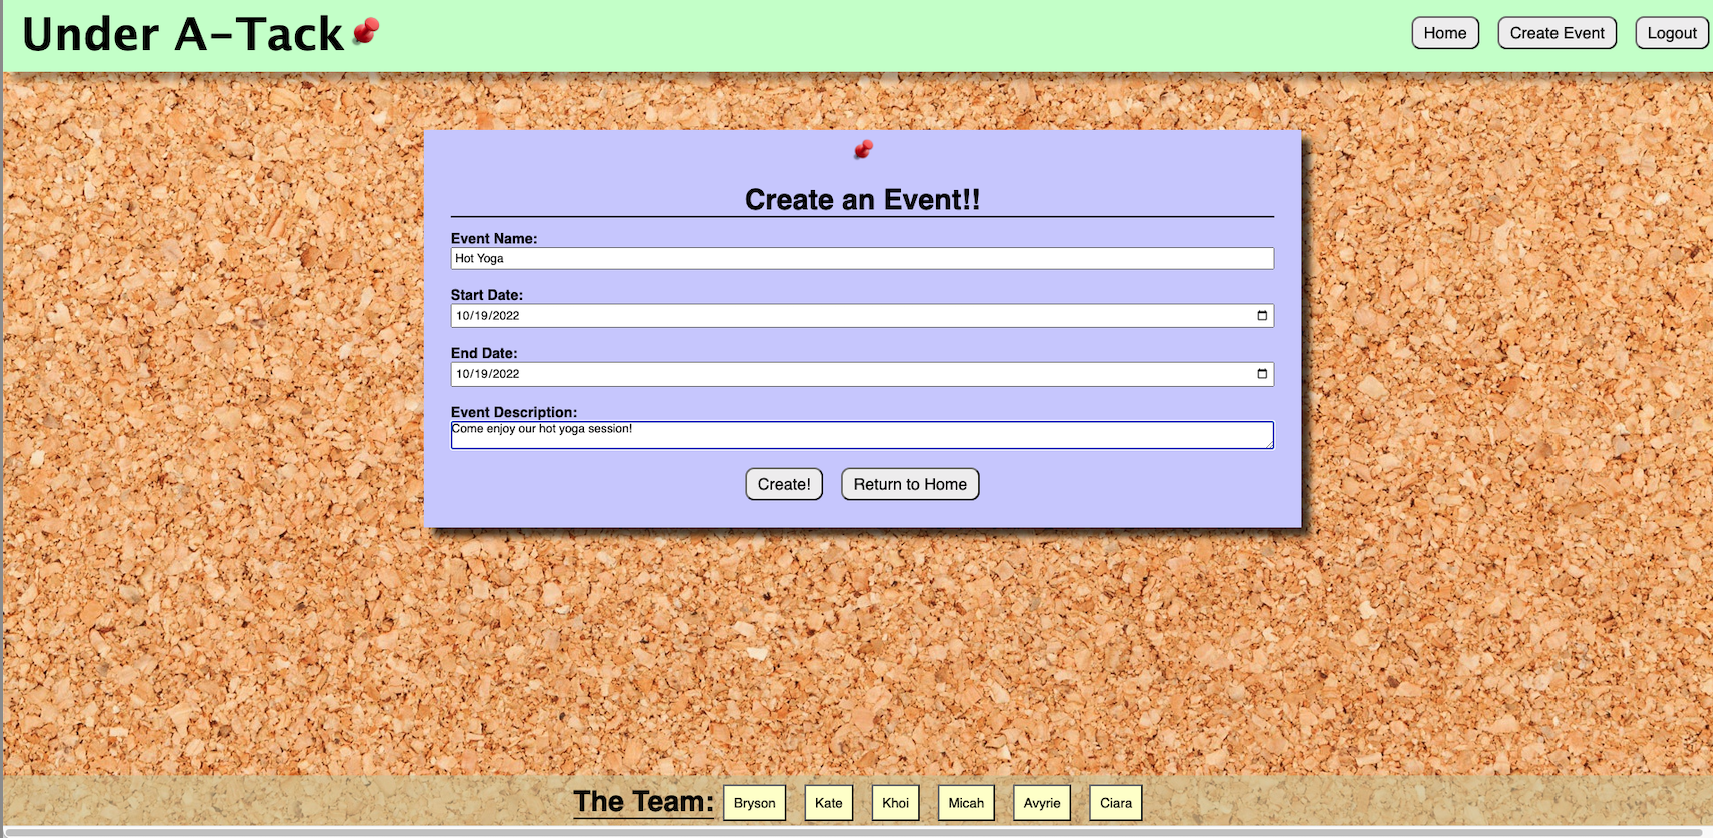 Under A-Tack
Home Create Event Logout
Create an Event!!
Event Name:
Hot Yoga
Start Date:
10/19/2022
End Date:
10/19/2022
Event Description:
Come enjoy our hot yoga session!
Create! Return to Home
The Team: Bryson Kate Khoi Micah Avyrie Ciara